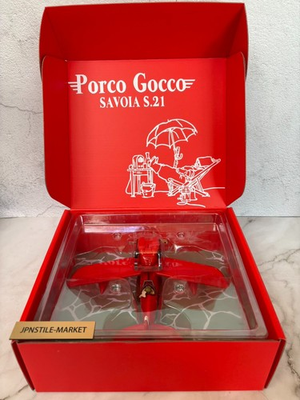 Porco Gocco
SAVOIA S.21
JPNSTILE-MARKET